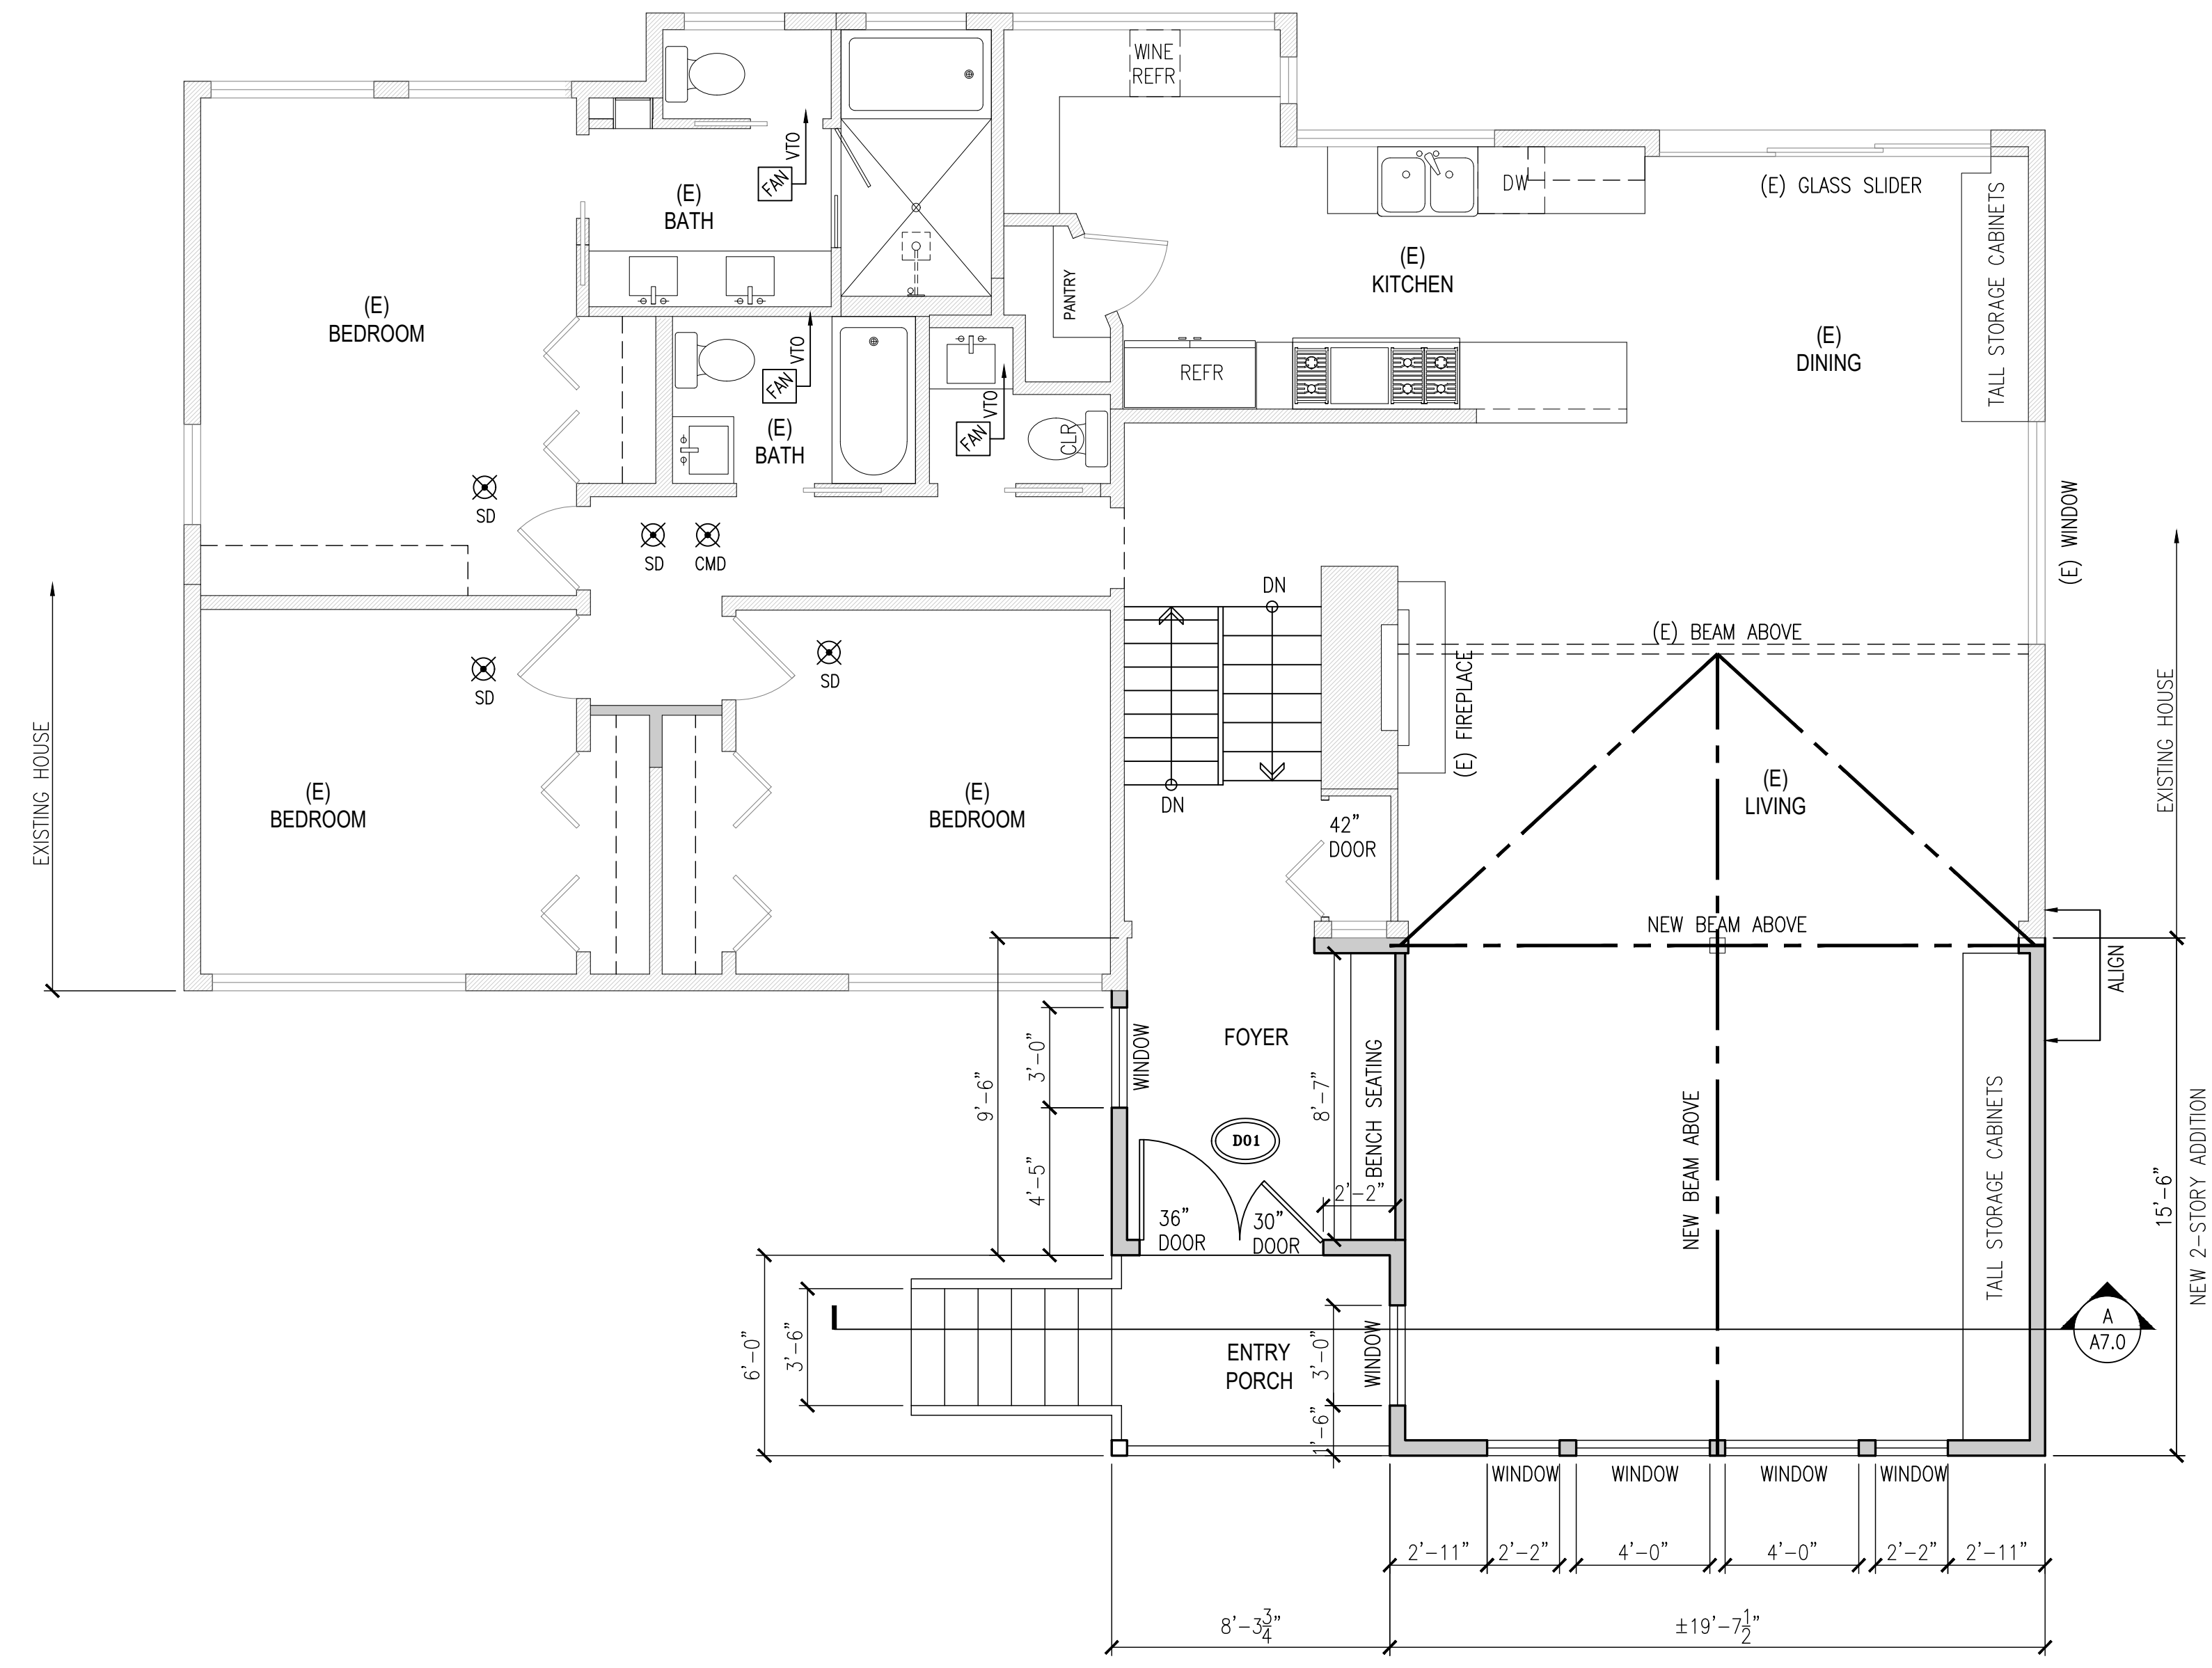 WINE
REFR
VTO
FAN
(E)
BATH
DW
(E) GLASS SLIDER
TALL STORAGE CABINETS
(E)
KITCHEN
PANTRY
(E)
BEDROOM
(E)
DINING
VTO
FAN
REFR
VTO
FAN
CLR
(E)
BATH
SD
SD
CMD
(E) WINDOW
DN
(E) BEAM ABOVE
SD
SD
(E) FIREPLACE
EXISTING HOUSE
EXISTING HOUSE
(E)
BEDROOM
(E)
BEDROOM
DN
(E)
LIVING
42"
DOOR
NEW BEAM ABOVE
ALIGN
FOYER
WINDOW
3'-0"
9'-6"
4'-5"
8'-7"
BENCH SEATING
D01
2'-2"
36"
DOOR
30"
DOOR
NEW BEAM ABOVE
TALL STORAGE CABINETS
15'-6"
NEW 2-STORY ADDITION
A
A7.0
6'-0"
3'-6"
ENTRY
PORCH
3'-0"
WINDOW
1'-6"
WINDOW
WINDOW
WINDOW
WINDOW
2'-11"
2'-2"
4'-0"
4'-0"
2'-2"
2'-11"
8'-3 3/4"
±19'-7 1/2"